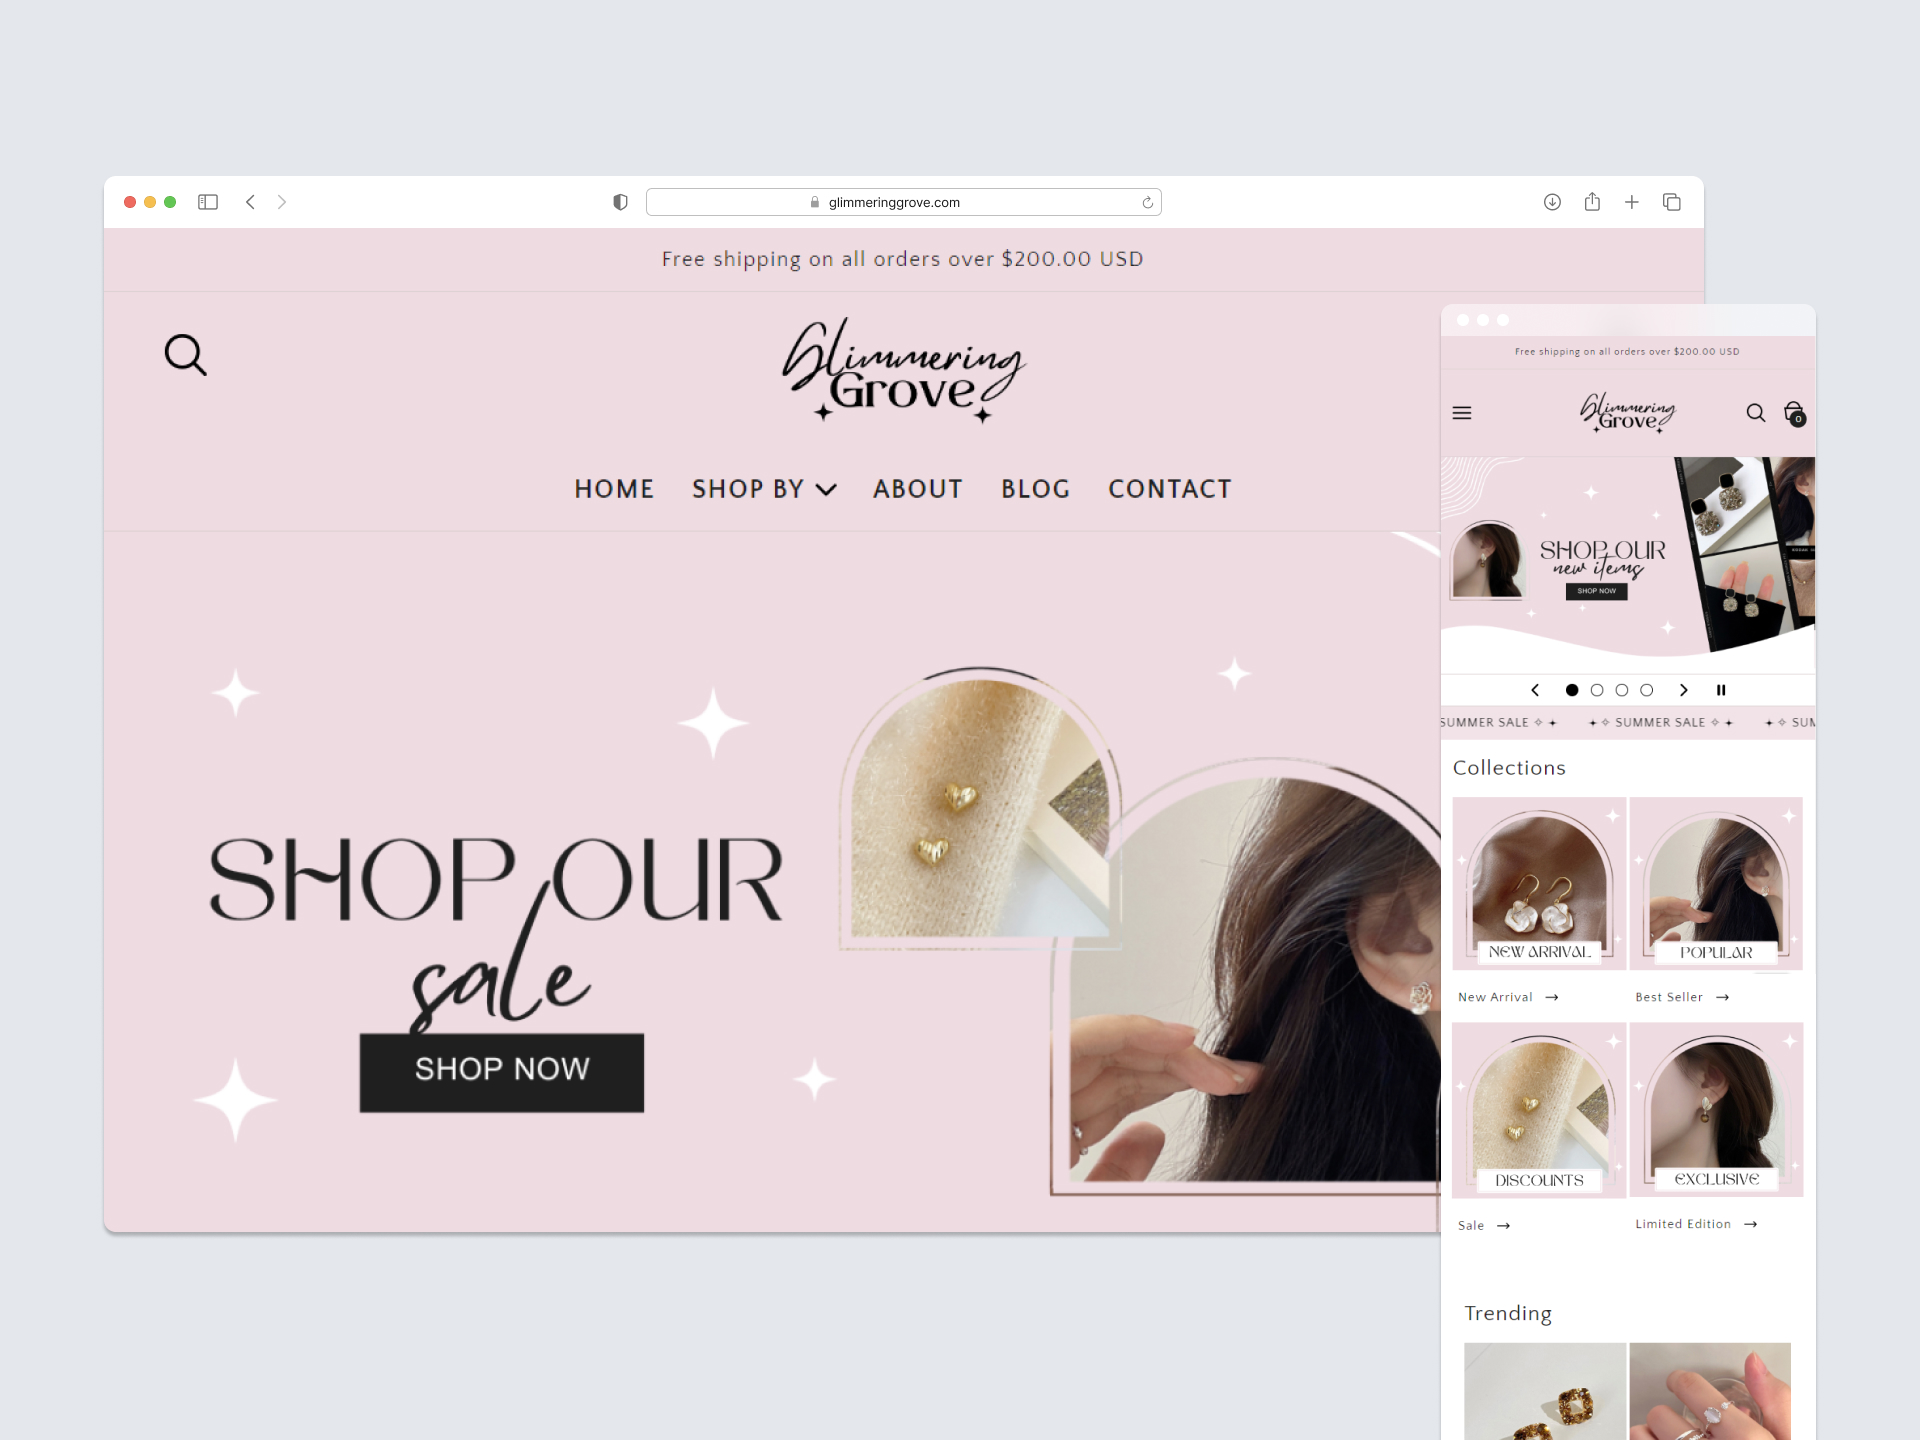 glimmeringgrove.com
Free shipping on all orders over $200.00 USD
Glimmering
Grove
HOME SHOP BY ABOUT BLOG CONTACT
SHOP OUR
sale
SHOP NOW
Free shipping on all orders over $200.00 USD
Glimmering
Grove
0
SHOP OUR
new items
SHOP NOW
SUMMER SALE ✧ ✦ ✦ ✧ SUMMER SALE ✧ ✦ ✦ ✧ SUM
Collections
NEW ARRIVAL
POPULAR
New Arrival →
Best Seller →
DISCOUNTS
EXCLUSIVE
Sale →
Limited Edition →
Trending